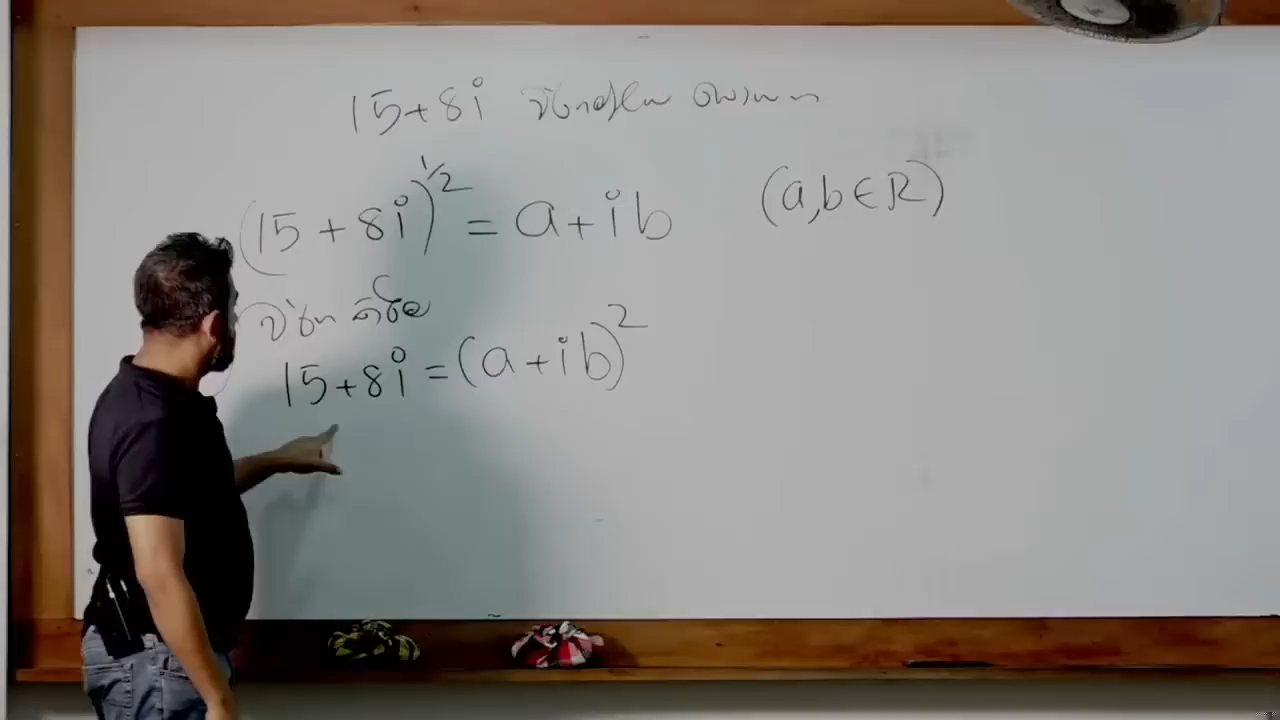 15+8i
(15+8i)^½ = a+ib (a,b∈R)
15+8i = (a+ib)²